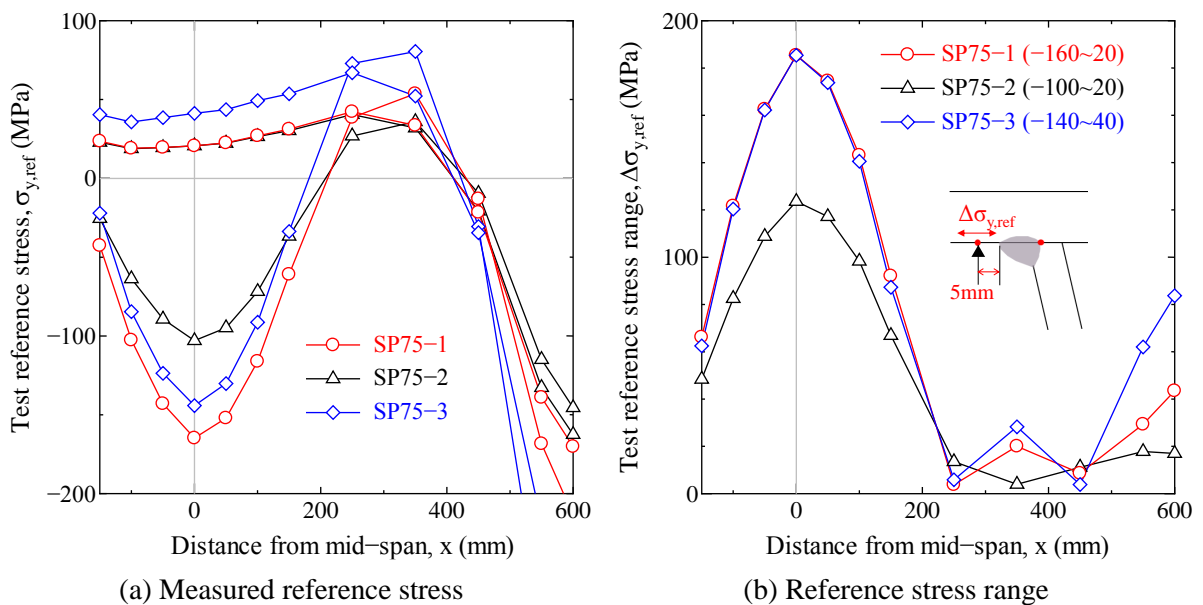 100
0
−100
−200
0
200
400
600
Test reference stress, σy,ref (MPa)
Distance from mid−span, x (mm)
SP75−1
SP75−2
SP75−3
(a) Measured reference stress
200
100
0
0
200
400
600
Test reference stress range, Δσy,ref (MPa)
Distance from mid−span, x (mm)
SP75−1 (−160~20)
SP75−2 (−100~20)
SP75−3 (−140~40)
Δσy,ref
5mm
(b) Reference stress range